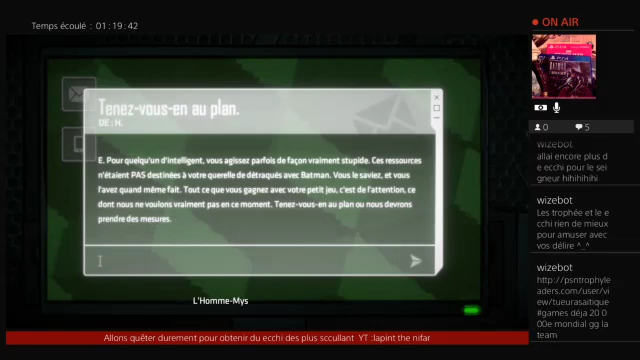 Temps écoulé : 01:19:42
ON AIR
Tenez-vous-en au plan.
DE : H.
E. Pour quelqu'un d'intelligent, vous agissez parfois de façon vraiment stupide. Ces ressources
n'étaient PAS destinées à votre querelle de détraqués avec Batman. Vous le saviez, et vous
l'avez quand même fait. Tout ce que vous gagnez avec votre petit jeu, c'est de l'attention, ce
dont nous ne voulons vraiment pas en ce moment. Tenez-vous-en au plan ou nous devrons
prendre des mesures.
L'Homme-Mys
Allons quêter durement pour obtenir du ecchi des plus sccullant YT :lapint the nifar
0
5
wizebot
allai encore plus d
e ecchi pour le sei
gneur hihihihihi
wizebot
Les trophée et le e
cchi rien de mieux
pour amuser avec
vos délire ^_^
wizebot
http://psntrophyle
aders.com/user/vi
ew/tueurasaitique
#games déja 20 0
00e mondial gg la
team